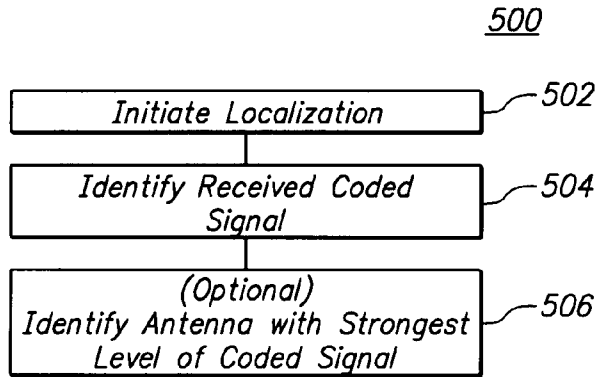 500
Initiate Localization
502
Identify Received Coded
Signal
504
(Optional)
Identify Antenna with Strongest
Level of Coded Signal
506